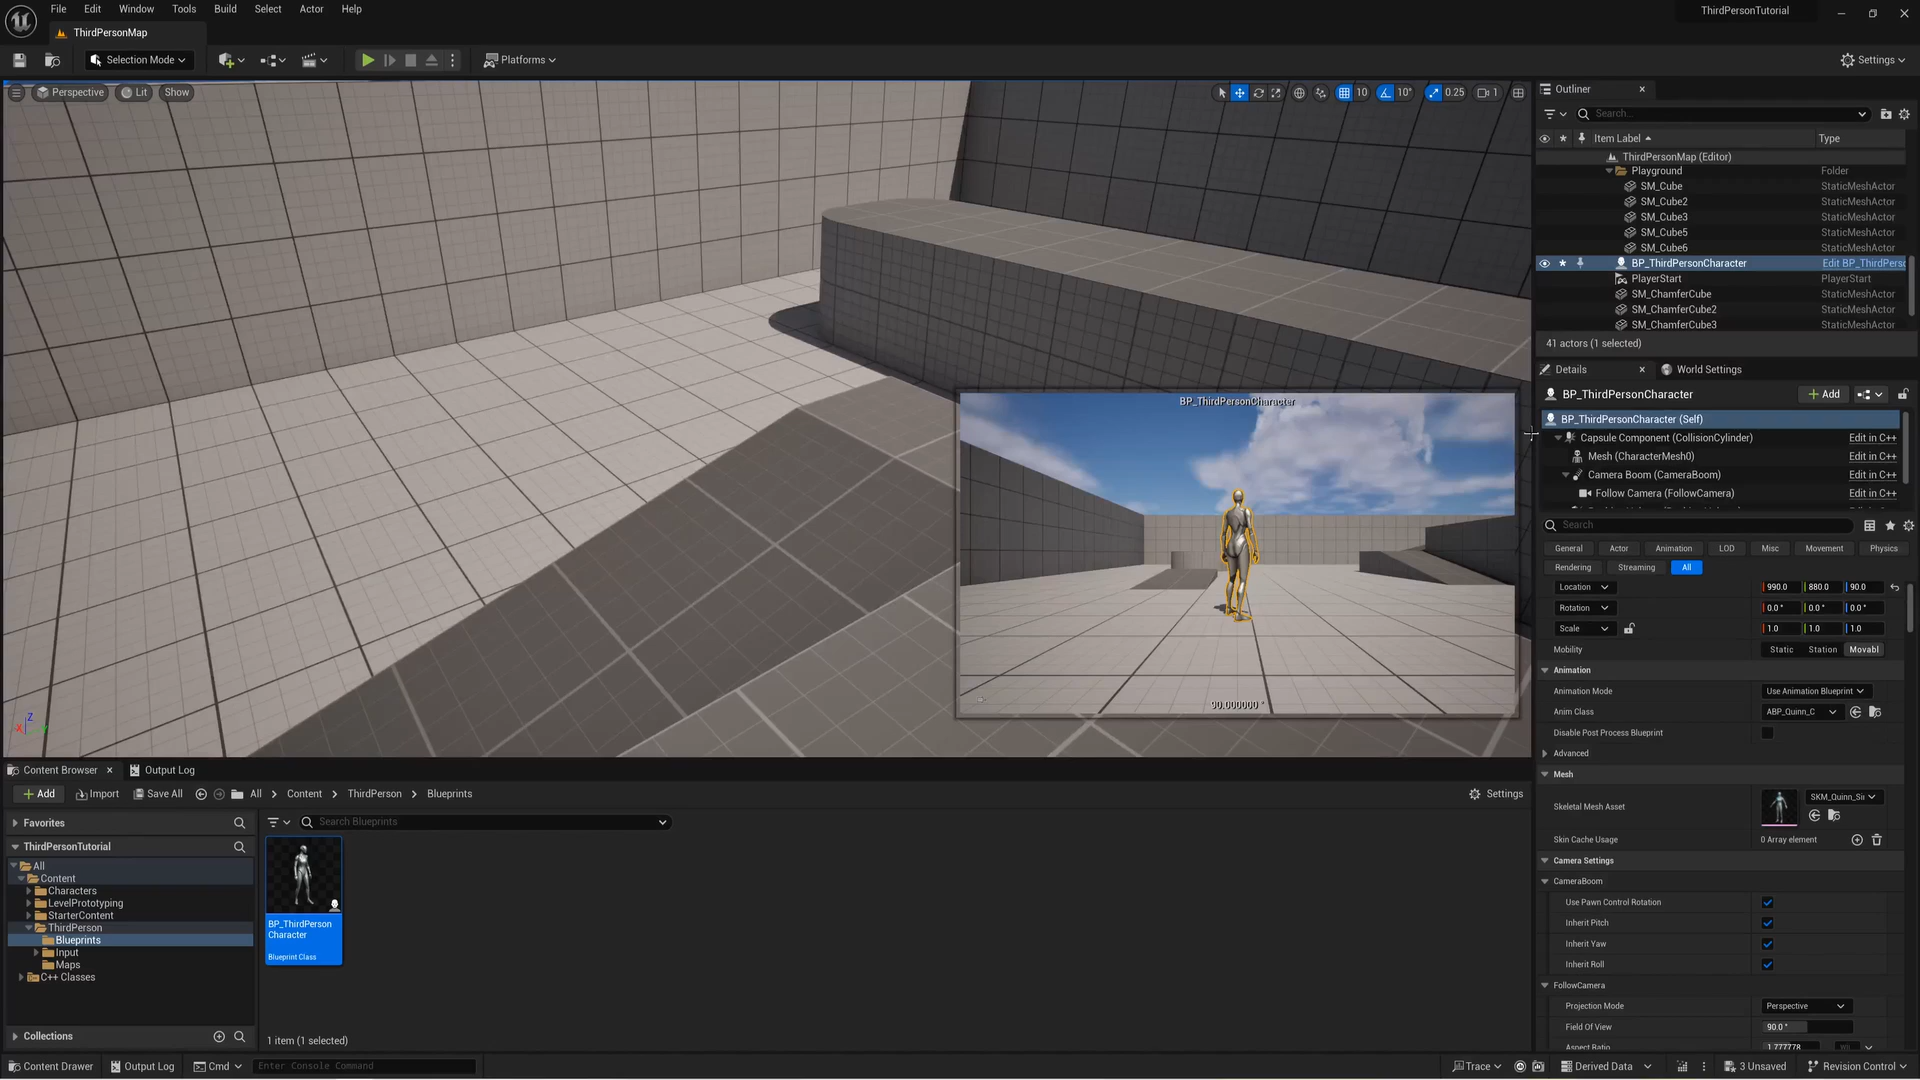 File Edit Window Tools Build Select Actor Help
ThirdPersonTutorial
ThirdPersonMap
Selection Mode
Platforms
Settings
Perspective Lit Show
10 10° 0.25 1
Outliner
Search...
Item Label Type
ThirdPersonMap (Editor)
Playground Folder
SM_Cube StaticMeshActor
SM_Cube2 StaticMeshActor
SM_Cube3 StaticMeshActor
SM_Cube5 StaticMeshActor
SM_Cube6 StaticMeshActor
BP_ThirdPersonCharacter Edit BP_ThirdPerso
PlayerStart PlayerStart
SM_ChamferCube StaticMeshActor
SM_ChamferCube2 StaticMeshActor
SM_ChamferCube3 StaticMeshActor
41 actors (1 selected)
Details World Settings
BP_ThirdPersonCharacter
Add
BP_ThirdPersonCharacter (Self)
Capsule Component (CollisionCylinder) Edit in C++
Mesh (CharacterMesh0) Edit in C++
Camera Boom (CameraBoom) Edit in C++
Follow Camera (FollowCamera) Edit in C++
Search
General Actor Animation LOD Misc Movement Physics
Rendering Streaming All
Location 990.0 880.0 90.0
Rotation 0.0° 0.0° 0.0°
Scale 1.0 1.0 1.0
Mobility Static Station Movabl
Animation
Animation Mode Use Animation Blueprint
Anim Class ABP_Quinn_C
Disable Post Process Blueprint
Advanced
Mesh
Skeletal Mesh Asset SKM_Quinn_Si
Skin Cache Usage 0 Array element
Camera Settings
CameraBoom
Use Pawn Control Rotation
Inherit Pitch
Inherit Yaw
Inherit Roll
FollowCamera
Projection Mode Perspective
Field Of View 90.0°
Aspect Ratio 1.777778
BP_ThirdPersonCharacter
90.000000 °
X Z
Content Browser Output Log
Add Import Save All All > Content > ThirdPerson > Blueprints Settings
Favorites
Search Blueprints
ThirdPersonTutorial
All
Content
Characters
LevelPrototyping
StarterContent
ThirdPerson
Blueprints
Input
Maps
C++ Classes
Collections
BP_ThirdPerson
Character
Blueprint Class
1 item (1 selected)
Content Drawer Output Log Cmd Enter Console Command Trace Derived Data 3 Unsaved Revision Control